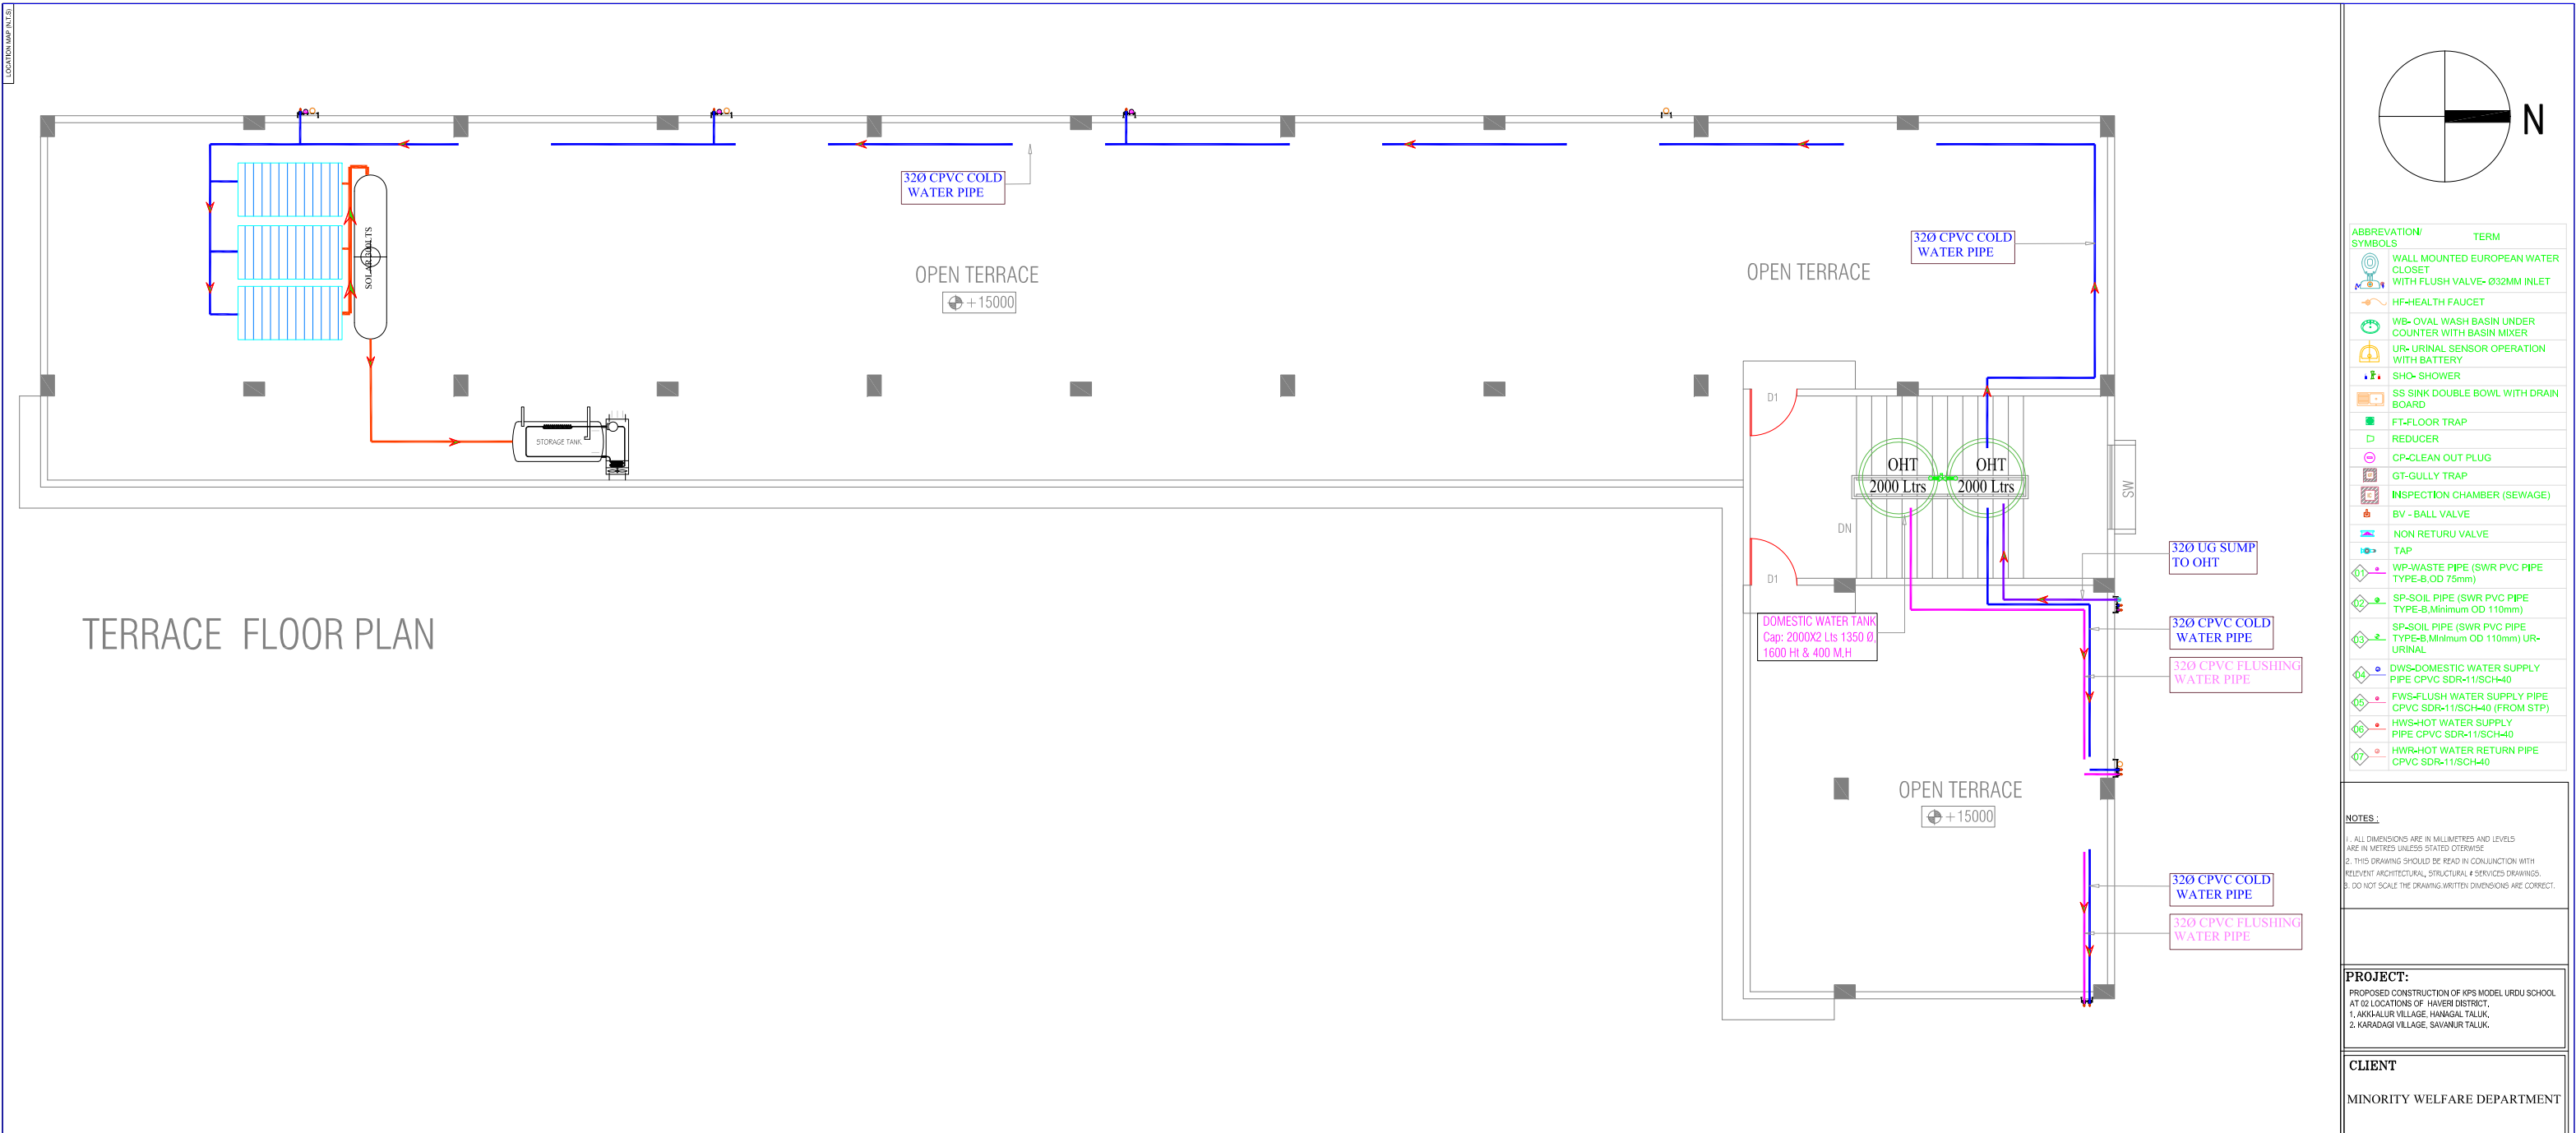 LOCATION MAP (N.T.S)
32Ø CPVC COLD
WATER PIPE
OPEN TERRACE
+15000
SOLAR 300LTS
STORAGE TANK
32Ø CPVC COLD
WATER PIPE
OPEN TERRACE
D1
OHT
2000 Ltrs
OHT
2000 Ltrs
DN
SW
D1
TERRACE FLOOR PLAN
DOMESTIC WATER TANK
Cap: 2000X2 Lts 1350 Ø,
1600 Ht & 400 M.H
32Ø UG SUMP
TO OHT
32Ø CPVC COLD
WATER PIPE
32Ø CPVC FLUSHING
WATER PIPE
OPEN TERRACE
+15000
32Ø CPVC COLD
WATER PIPE
32Ø CPVC FLUSHING
WATER PIPE
N
ABBREVATION/
SYMBOLS
TERM
WALL MOUNTED EUROPEAN WATER
CLOSET
WITH FLUSH VALVE- Ø32MM INLET
HF-HEALTH FAUCET
WB- OVAL WASH BASIN UNDER
COUNTER WITH BASIN MIXER
UR- URINAL SENSOR OPERATION
WITH BATTERY
SHO- SHOWER
SS SINK DOUBLE BOWL WITH DRAIN
BOARD
FT-FLOOR TRAP
REDUCER
CP-CLEAN OUT PLUG
GT-GULLY TRAP
INSPECTION CHAMBER (SEWAGE)
BV - BALL VALVE
NON RETURU VALVE
TAP
01 WP-WASTE PIPE (SWR PVC PIPE
TYPE-B,OD 75mm)
02 SP-SOIL PIPE (SWR PVC PIPE
TYPE-B,Minimum OD 110mm)
03 SP-SOIL PIPE (SWR PVC PIPE
TYPE-B,Minimum OD 110mm) UR-
URINAL
04 DWS-DOMESTIC WATER SUPPLY
PIPE CPVC SDR-11/SCH-40
05 FWS-FLUSH WATER SUPPLY PIPE
CPVC SDR-11/SCH-40 (FROM STP)
06 HWS-HOT WATER SUPPLY
PIPE CPVC SDR-11/SCH-40
07 HWR-HOT WATER RETURN PIPE
CPVC SDR-11/SCH-40
NOTES :
1 . ALL DIMENSIONS ARE IN MILLIMETRES AND LEVELS
ARE IN METRES UNLESS STATED OTERWISE
2. THIS DRAWING SHOULD BE READ IN CONJUNCTION WITH
RELEVENT ARCHITECTURAL, STRUCTURAL & SERVICES DRAWINGS.
3. DO NOT SCALE THE DRAWING.WRITTEN DIMENSIONS ARE CORRECT.
PROJECT:
PROPOSED CONSTRUCTION OF KPS MODEL URDU SCHOOL
AT 02 LOCATIONS OF HAVERI DISTRICT,
1, AKKI-ALUR VILLAGE, HANAGAL TALUK,
2. KARADAGI VILLAGE, SAVANUR TALUK.
CLIENT
MINORITY WELFARE DEPARTMENT